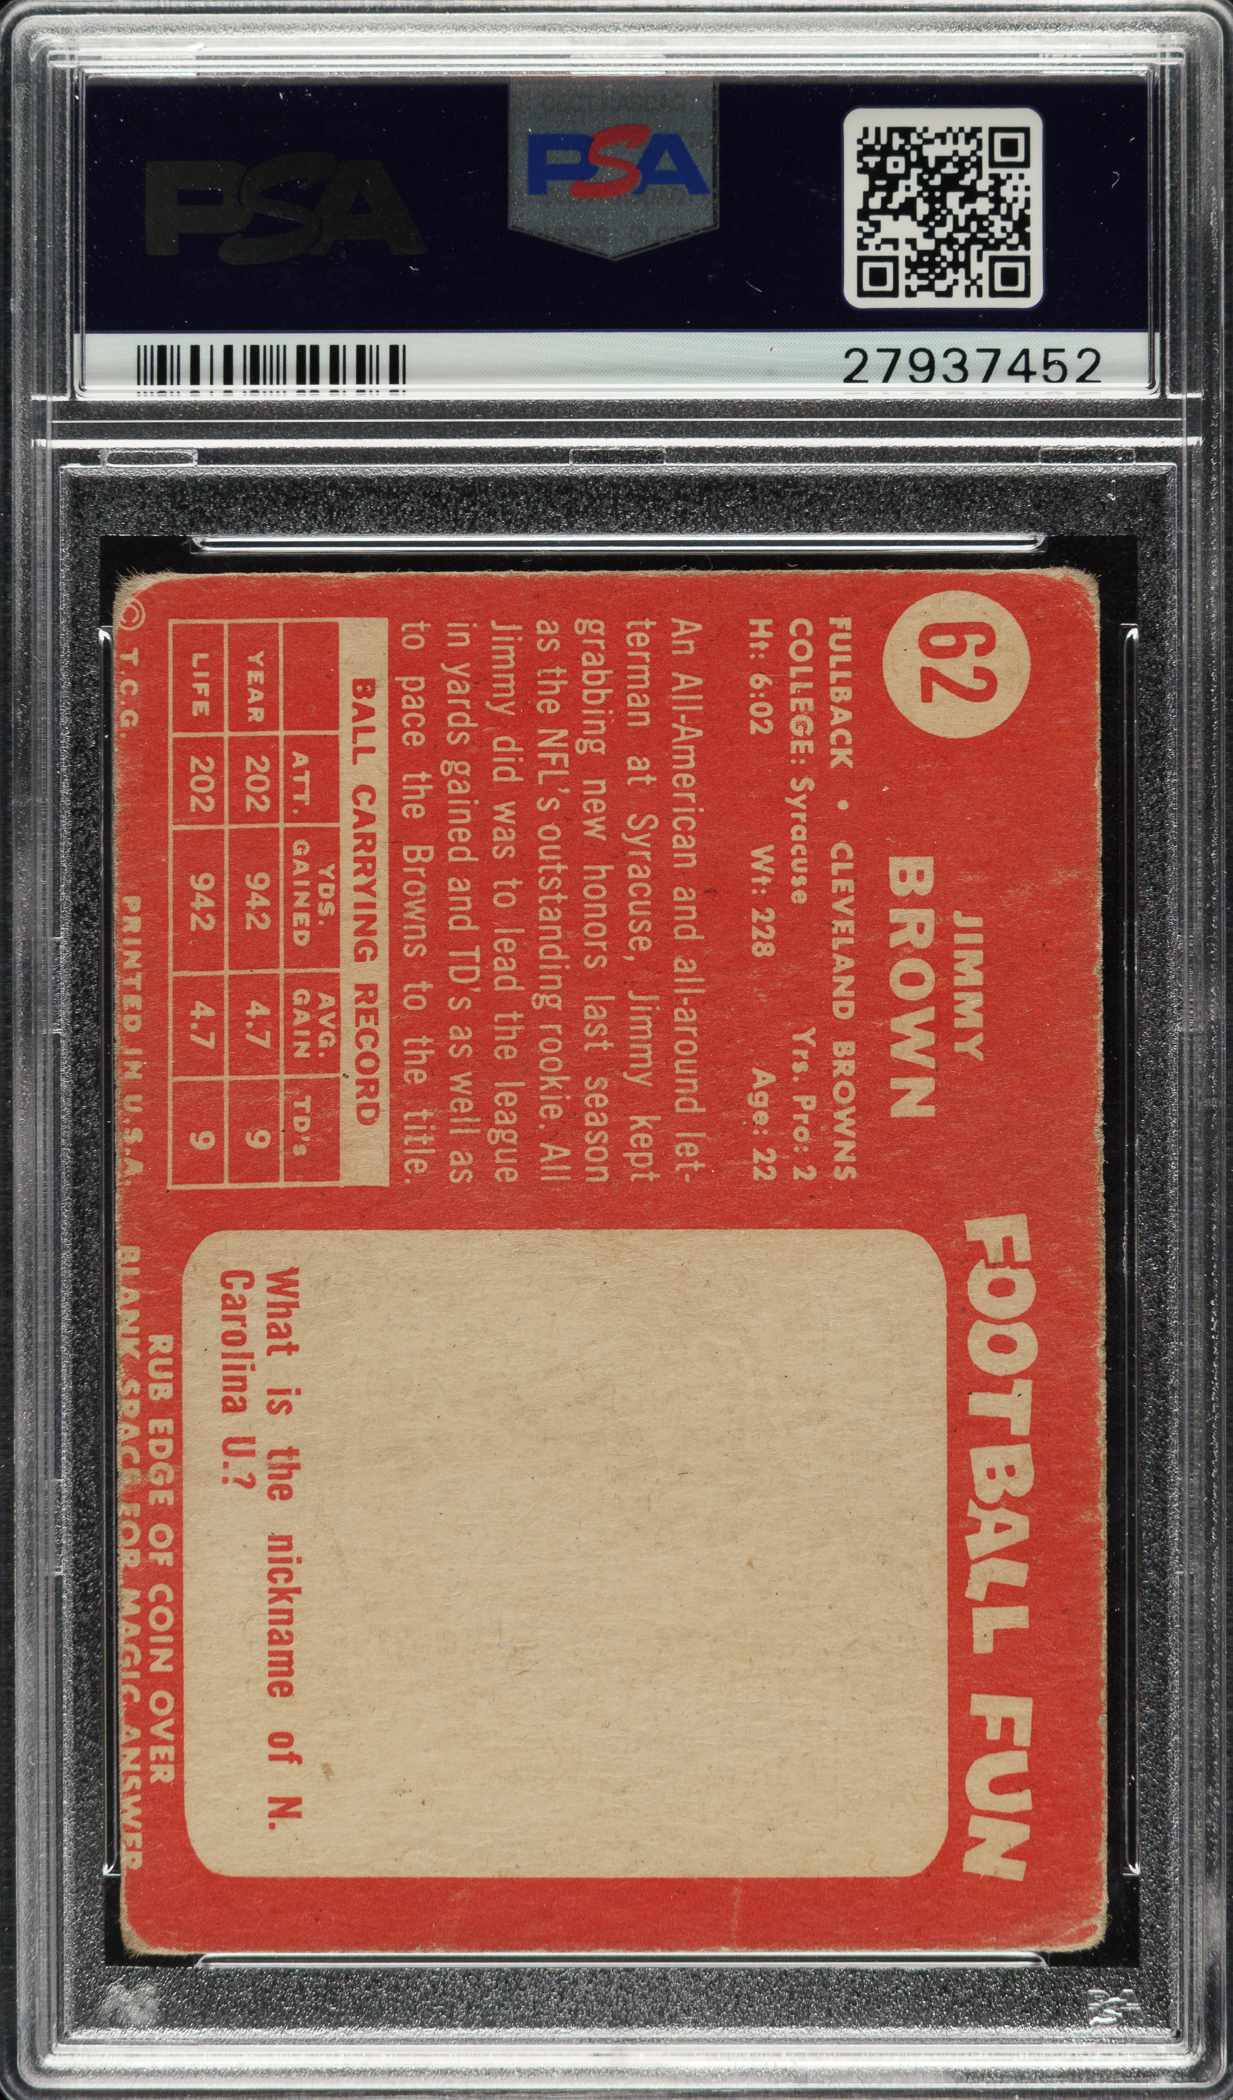 PSA
PSA
27937452
62
JIMMY
BROWN
FULLBACK • CLEVELAND BROWNS
COLLEGE: Syracuse Yrs. Pro: 2
Ht: 6:02 Wt: 228 Age: 22
An All-American and all-around let-
terman at Syracuse, Jimmy kept
grabbing new honors last season
as the NFL's outstanding rookie. All
Jimmy did was to lead the league
in yards gained and TD's as well as
to pace the Browns to the title.
BALL CARRYING RECORD
ATT. YDS. GAINED AVG. GAIN TD's
YEAR 202 942 4.7 9
LIFE 202 942 4.7 9
© T.C.G. PRINTED IN U.S.A.
FOOTBALL FUN
What is the nickname of N.
Carolina U.?
RUB EDGE OF COIN OVER
BLANK SPACE FOR MAGIC ANSWER